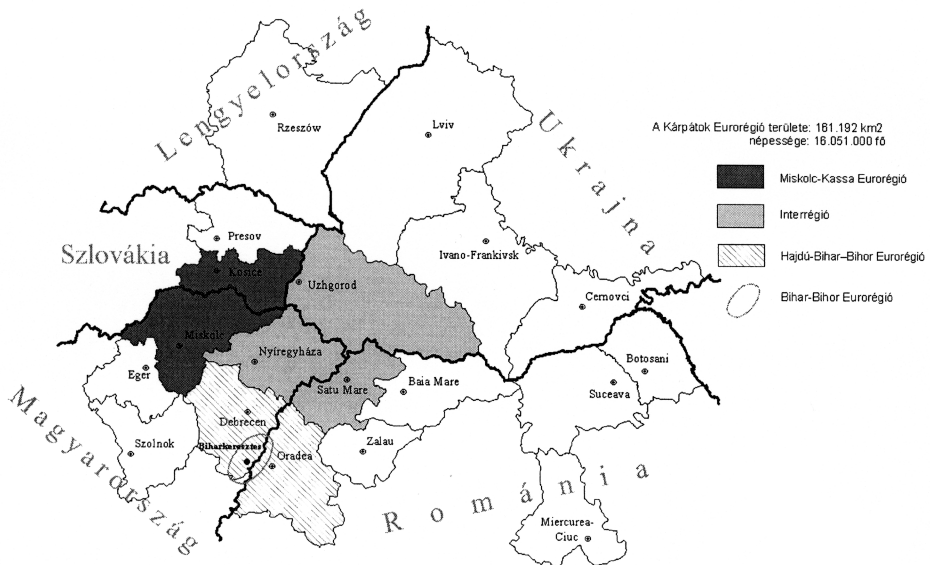 Lengyelország
Rzeszów
Lviv
Ukrajna
A Kárpátok Eurorégió területe: 161.192 km2
népessége: 16.051.000 fő
Miskolc-Kassa Eurorégió
Interrégió
Hajdú-Bihar–Bihor Eurorégió
Bihar-Bihor Eurorégió
Presov
Szlovákia
Kosice
Ivano-Frankivsk
Uzhgorod
Cernovci
Miskolc
Nyíregyháza
Eger
Satu Mare
Baia Mare
Botosani
Suceava
Debrecen
Magyarország
Szolnok
Biharkeresztes
Oradea
Zalau
Románia
Miercurea-
Ciuc